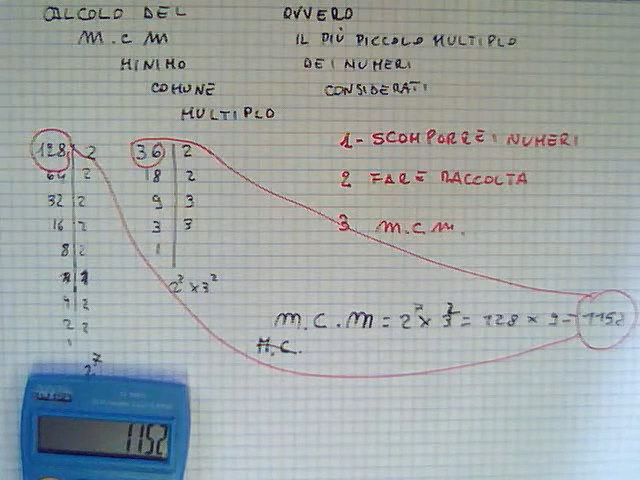 CALCOLO DEL OVVERO
M.C.M IL PIÙ PICCOLO MULTIPLO
MINIMO DEI NUMERI
COMUNE CONSIDERATI
MULTIPLO
1- SCOMPORRE I NUMERI
128 2 36 2
64 2 18 2
2 FARE RACCOLTA
32 2 9 3
16 2 3 3
3 M.C.M.
8 2 1
4 2
2 2
1
2² x 3²
M.C.M = 2⁷ x 3² = 128 x 9 = 1152
M.C.
2⁷
1152